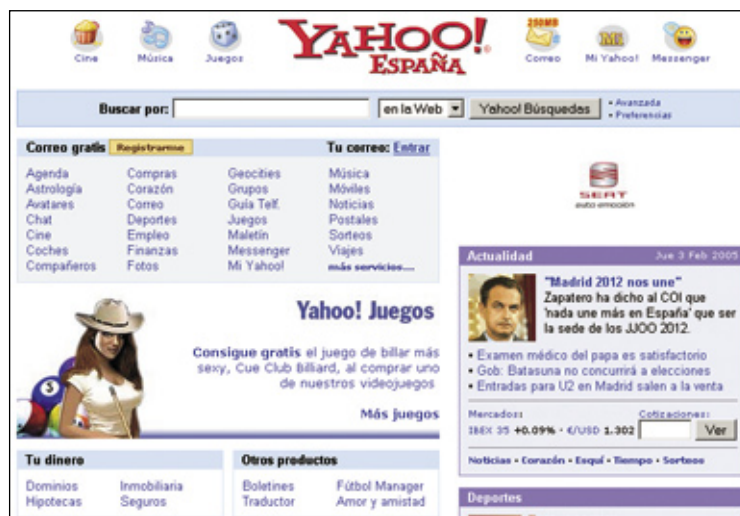 250MB
Cine Música Juegos YAHOO! ESPAÑA Correo Mi Yahoo! Messenger
Buscar por: en la Web Yahoo! Búsquedas • Avanzada • Preferencias
Correo gratis Registrarme Tu correo: Entrar
Agenda Compras Geocities Música
Astrología Corazón Grupos Móviles
Avatares Correo Guía Telf. Noticias
Chat Deportes Juegos Postales
Cine Empleo Maletín Sorteos
Coches Finanzas Messenger Viajes
Compañeros Fotos Mi Yahoo! más servicios...
Yahoo! Juegos
Consigue gratis el juego de billar más
sexy, Cue Club Billiard, al comprar uno
de nuestros videojuegos
Más juegos
Tu dinero
Dominios Inmobiliaria
Hipotecas Seguros
Otros productos
Boletines Fútbol Manager
Traductor Amor y amistad
SEAT
auto emoción
Actualidad Jue 3 Feb 2005
"Madrid 2012 nos une"
Zapatero ha dicho al COI que
'nada une más en España' que ser
la sede de los JJOO 2012.
• Examen médico del papa es satisfactorio
• Gob: Batasuna no concurrirá a elecciones
• Entradas para U2 en Madrid salen a la venta
Mercados: Cotizaciones:
IBEX 35 +0.09% · €/USD 1.302 Ver
Noticias • Corazón • Esquí • Tiempo • Sorteos
Deportes